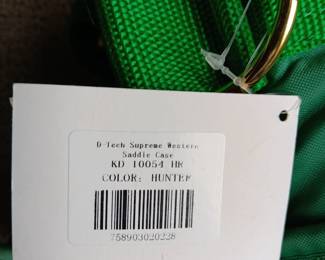 D-Tech Supreme Western
Saddle Case
KD 10054 HR
COLOR: HUNTER
758903020228